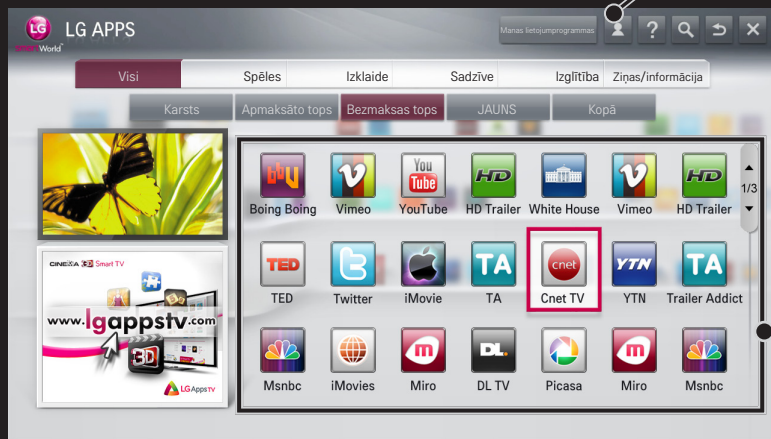 LG LG APPS
Smart World
Manas lietojumprogrammas ?
Visi Spēles Izklaide Sadzīve Izglītība Ziņas/informācija
Karsts Apmaksāto tops Bezmaksas tops JAUNS Kopā
bbu V You Tube HD V HD
Boing Boing Vimeo YouTube HD Trailer White House Vimeo HD Trailer
1/3
CINEMA 3D Smart TV
www.lgappstv.com
3D
LG Apps TV
TED TA cnet YTN TA
TED Twitter iMovie TA Cnet TV YTN Trailer Addict
m DL. m
Msnbc iMovies Miro DL TV Picasa Miro Msnbc